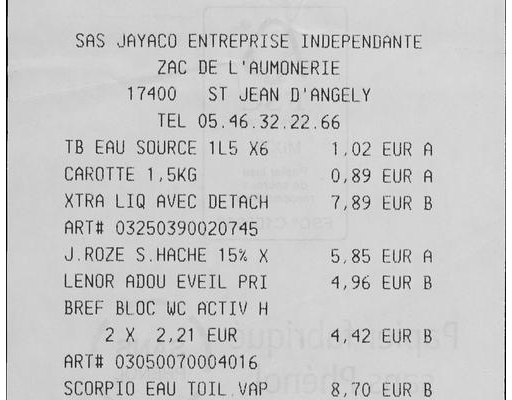 SAS JAYACO ENTREPRISE INDEPENDANTE
ZAC DE L'AUMONERIE
17400 ST JEAN D'ANGELY
TEL 05.46.32.22.66
TB EAU SOURCE 1L5 X6 1,02 EUR A
CAROTTE 1,5KG 0,89 EUR A
XTRA LIQ AVEC DETACH 7,89 EUR B
ART# 03250390020745
J.ROZE S.HACHE 15% X 5,85 EUR A
LENOR ADOU EVEIL PRI 4,96 EUR B
BREF BLOC WC ACTIV H
2 X 2,21 EUR 4,42 EUR B
ART# 03050070004016
SCORPIO EAU TOIL.VAP 8,70 EUR B